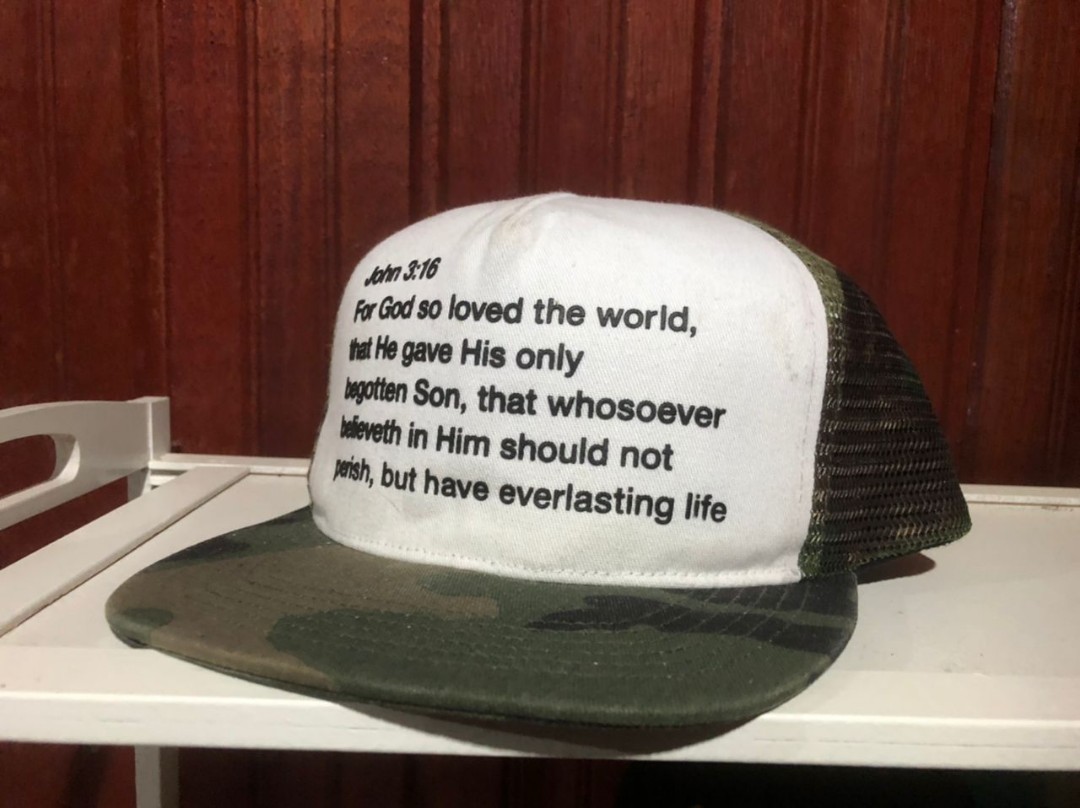 John 3:16
For God so loved the world,
that He gave His only
begotten Son, that whosoever
believeth in Him should not
perish, but have everlasting life